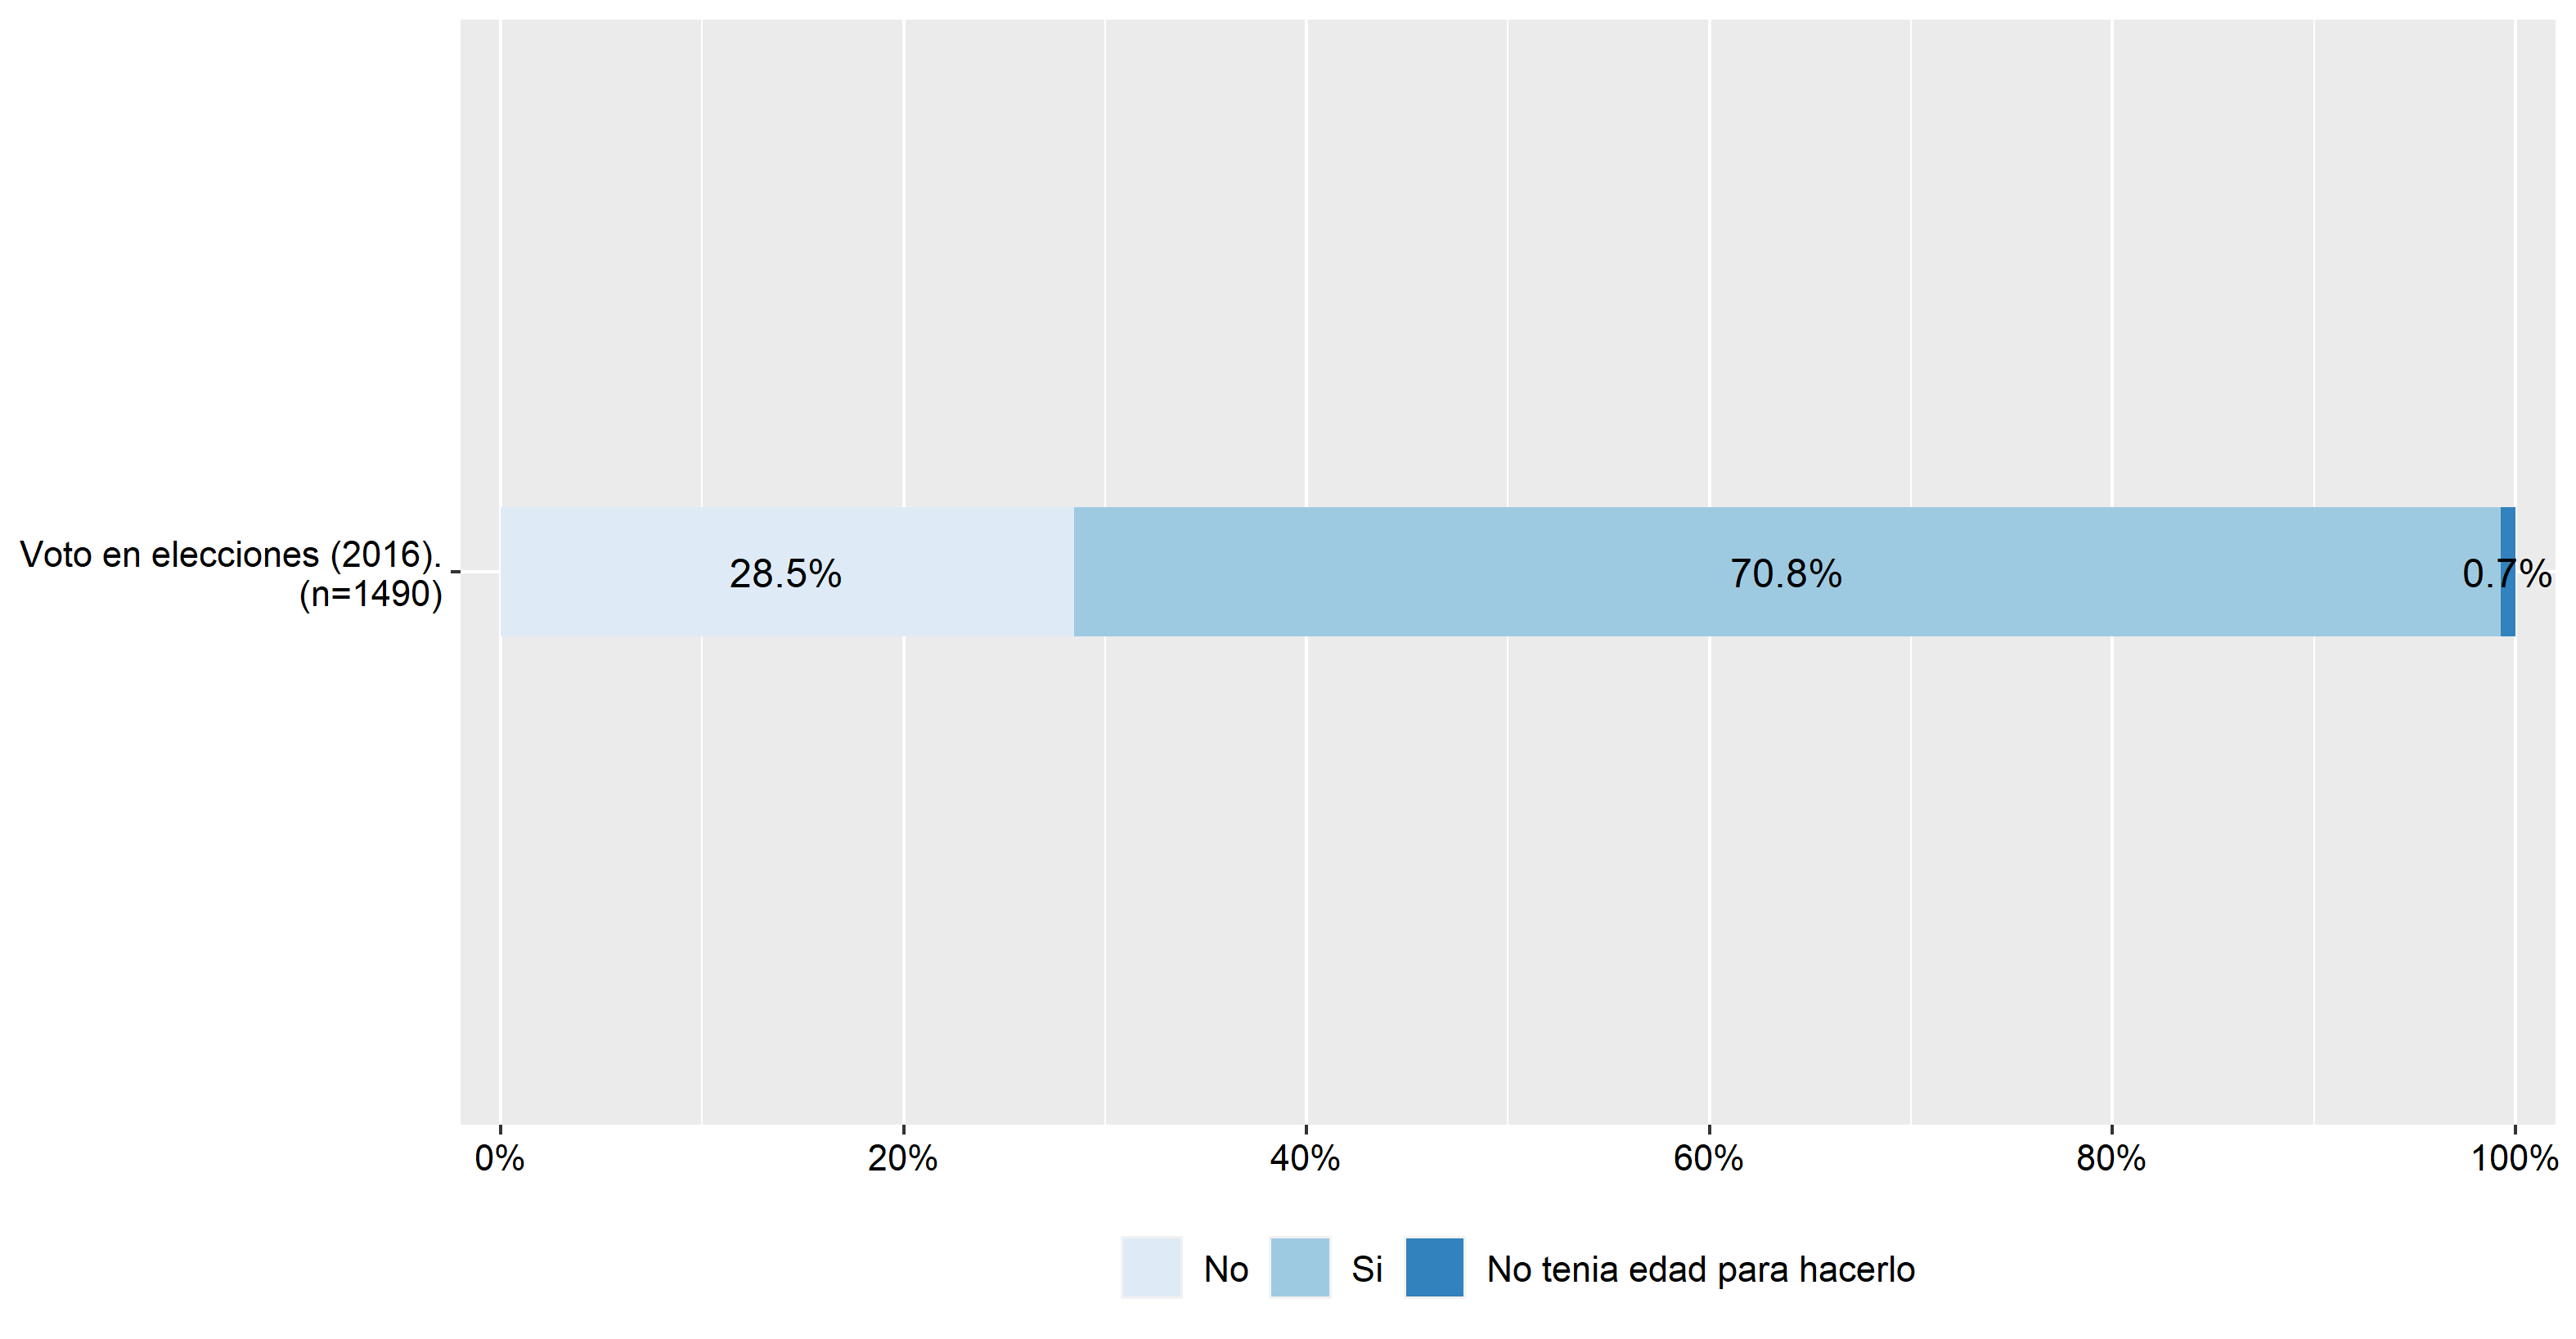 Voto en elecciones (2016).
(n=1490)
28.5%
70.8%
0.7%
0%
20%
40%
60%
80%
100%
No
Si
No tenia edad para hacerlo